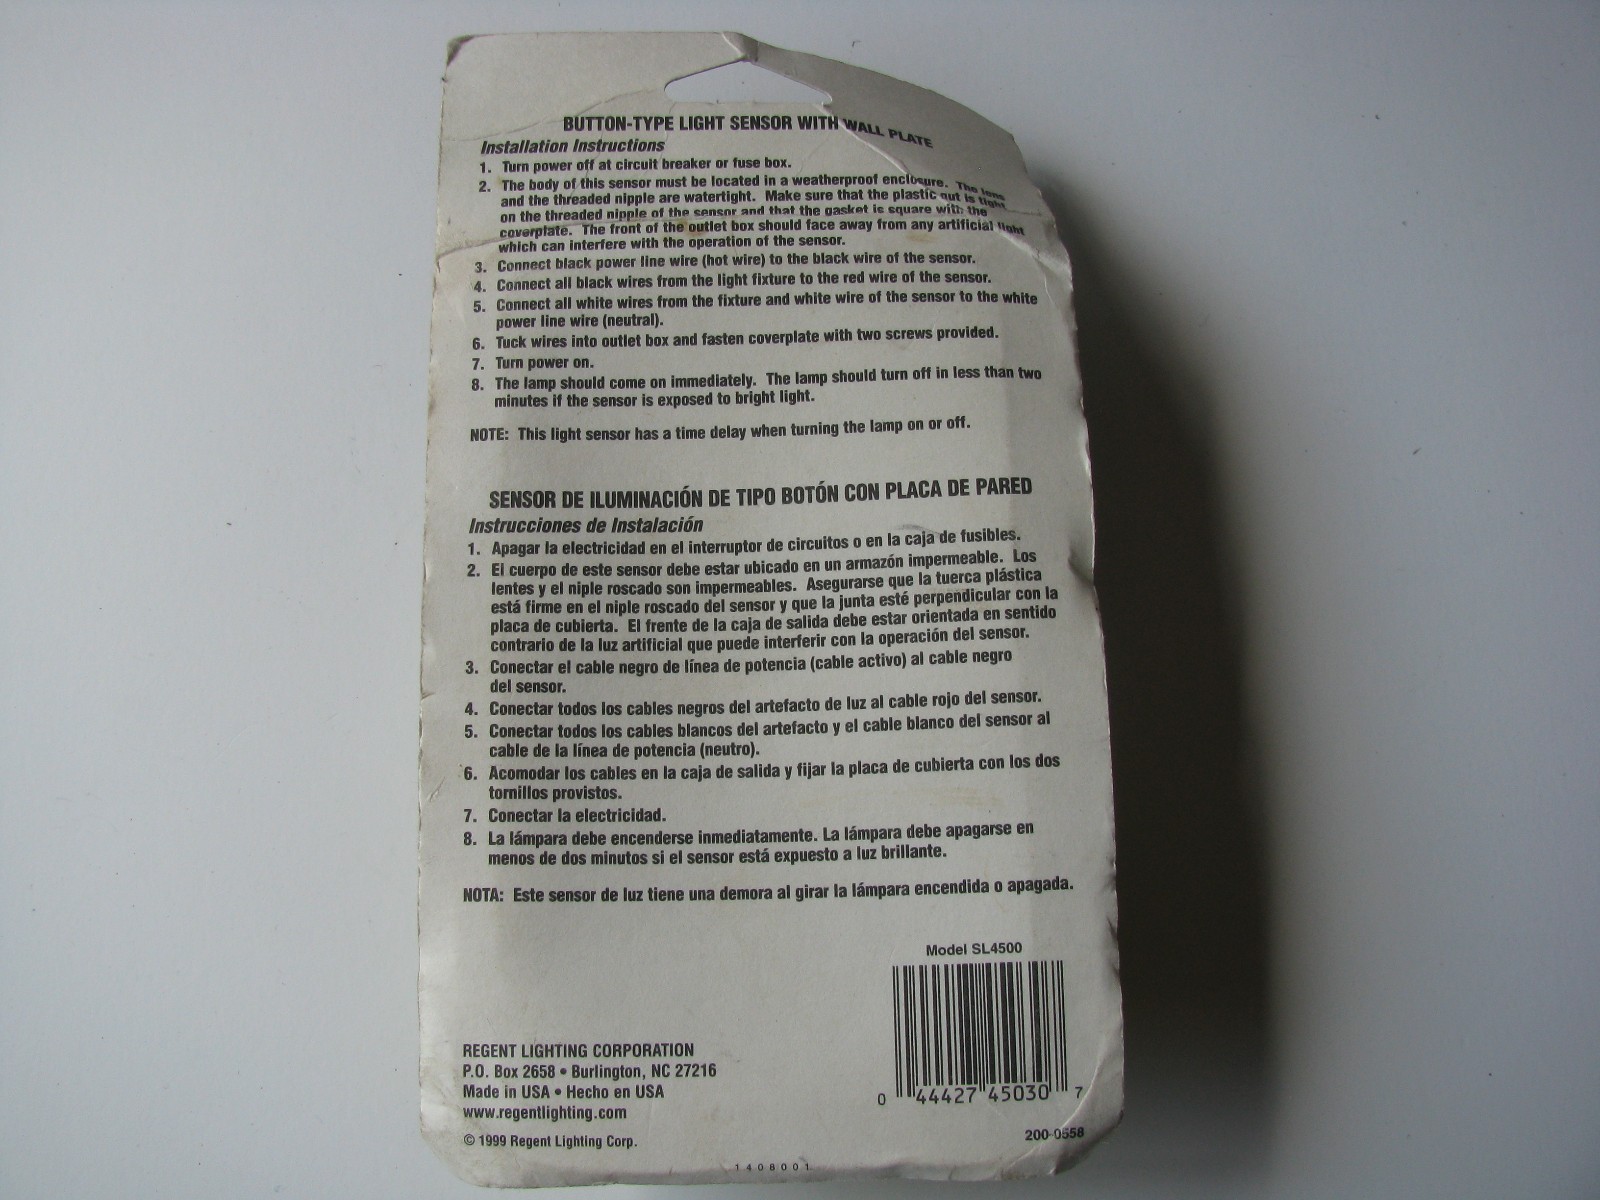 BUTTON-TYPE LIGHT SENSOR WITH WALL PLATE
Installation Instructions
1. Turn power off at circuit breaker or fuse box.
2. The body of this sensor must be located in a weatherproof enclosure. The lens
and the threaded nipple are watertight. Make sure that the plastic nut is tight
on the threaded nipple of the sensor and that the gasket is square with the
coverplate. The front of the outlet box should face away from any artificial light
which can interfere with the operation of the sensor.
3. Connect black power line wire (hot wire) to the black wire of the sensor.
4. Connect all black wires from the light fixture to the red wire of the sensor.
5. Connect all white wires from the fixture and white wire of the sensor to the white
power line wire (neutral).
6. Tuck wires into outlet box and fasten coverplate with two screws provided.
7. Turn power on.
8. The lamp should come on immediately. The lamp should turn off in less than two
minutes if the sensor is exposed to bright light.
NOTE: This light sensor has a time delay when turning the lamp on or off.
SENSOR DE ILUMINACIÓN DE TIPO BOTÓN CON PLACA DE PARED
Instrucciones de Instalación
1. Apagar la electricidad en el interruptor de circuitos o en la caja de fusibles.
2. El cuerpo de este sensor debe estar ubicado en un armazón impermeable. Los
lentes y el niple roscado son impermeables. Asegurarse que la tuerca plástica
está firme en el niple roscado del sensor y que la junta esté perpendicular con la
placa de cubierta. El frente de la caja de salida debe estar orientada en sentido
contrario de la luz artificial que puede interferir con la operación del sensor.
3. Conectar el cable negro de línea de potencia (cable activo) al cable negro
del sensor.
4. Conectar todos los cables negros del artefacto de luz al cable rojo del sensor.
5. Conectar todos los cables blancos del artefacto y el cable blanco del sensor al
cable de la línea de potencia (neutro).
6. Acomodar los cables en la caja de salida y fijar la placa de cubierta con los dos
tornillos provistos.
7. Conectar la electricidad.
8. La lámpara debe encenderse inmediatamente. La lámpara debe apagarse en
menos de dos minutos si el sensor está expuesto a luz brillante.
NOTA: Este sensor de luz tiene una demora al girar la lámpara encendida o apagada.
Model SL4500
0 44427 45030 7
REGENT LIGHTING CORPORATION
P.O. Box 2658 • Burlington, NC 27216
Made in USA • Hecho en USA
www.regentlighting.com
© 1999 Regent Lighting Corp.
200-0558
1408001